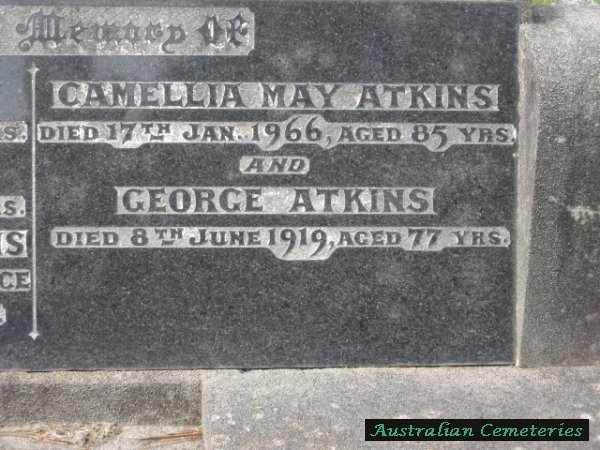 Memory Of
CAMELLIA MAY ATKINS
DIED 17TH JAN. 1966, AGED 85 YRS.
AND
GEORGE ATKINS
DIED 8TH JUNE 1919, AGED 77 YRS.
Australian Cemeteries